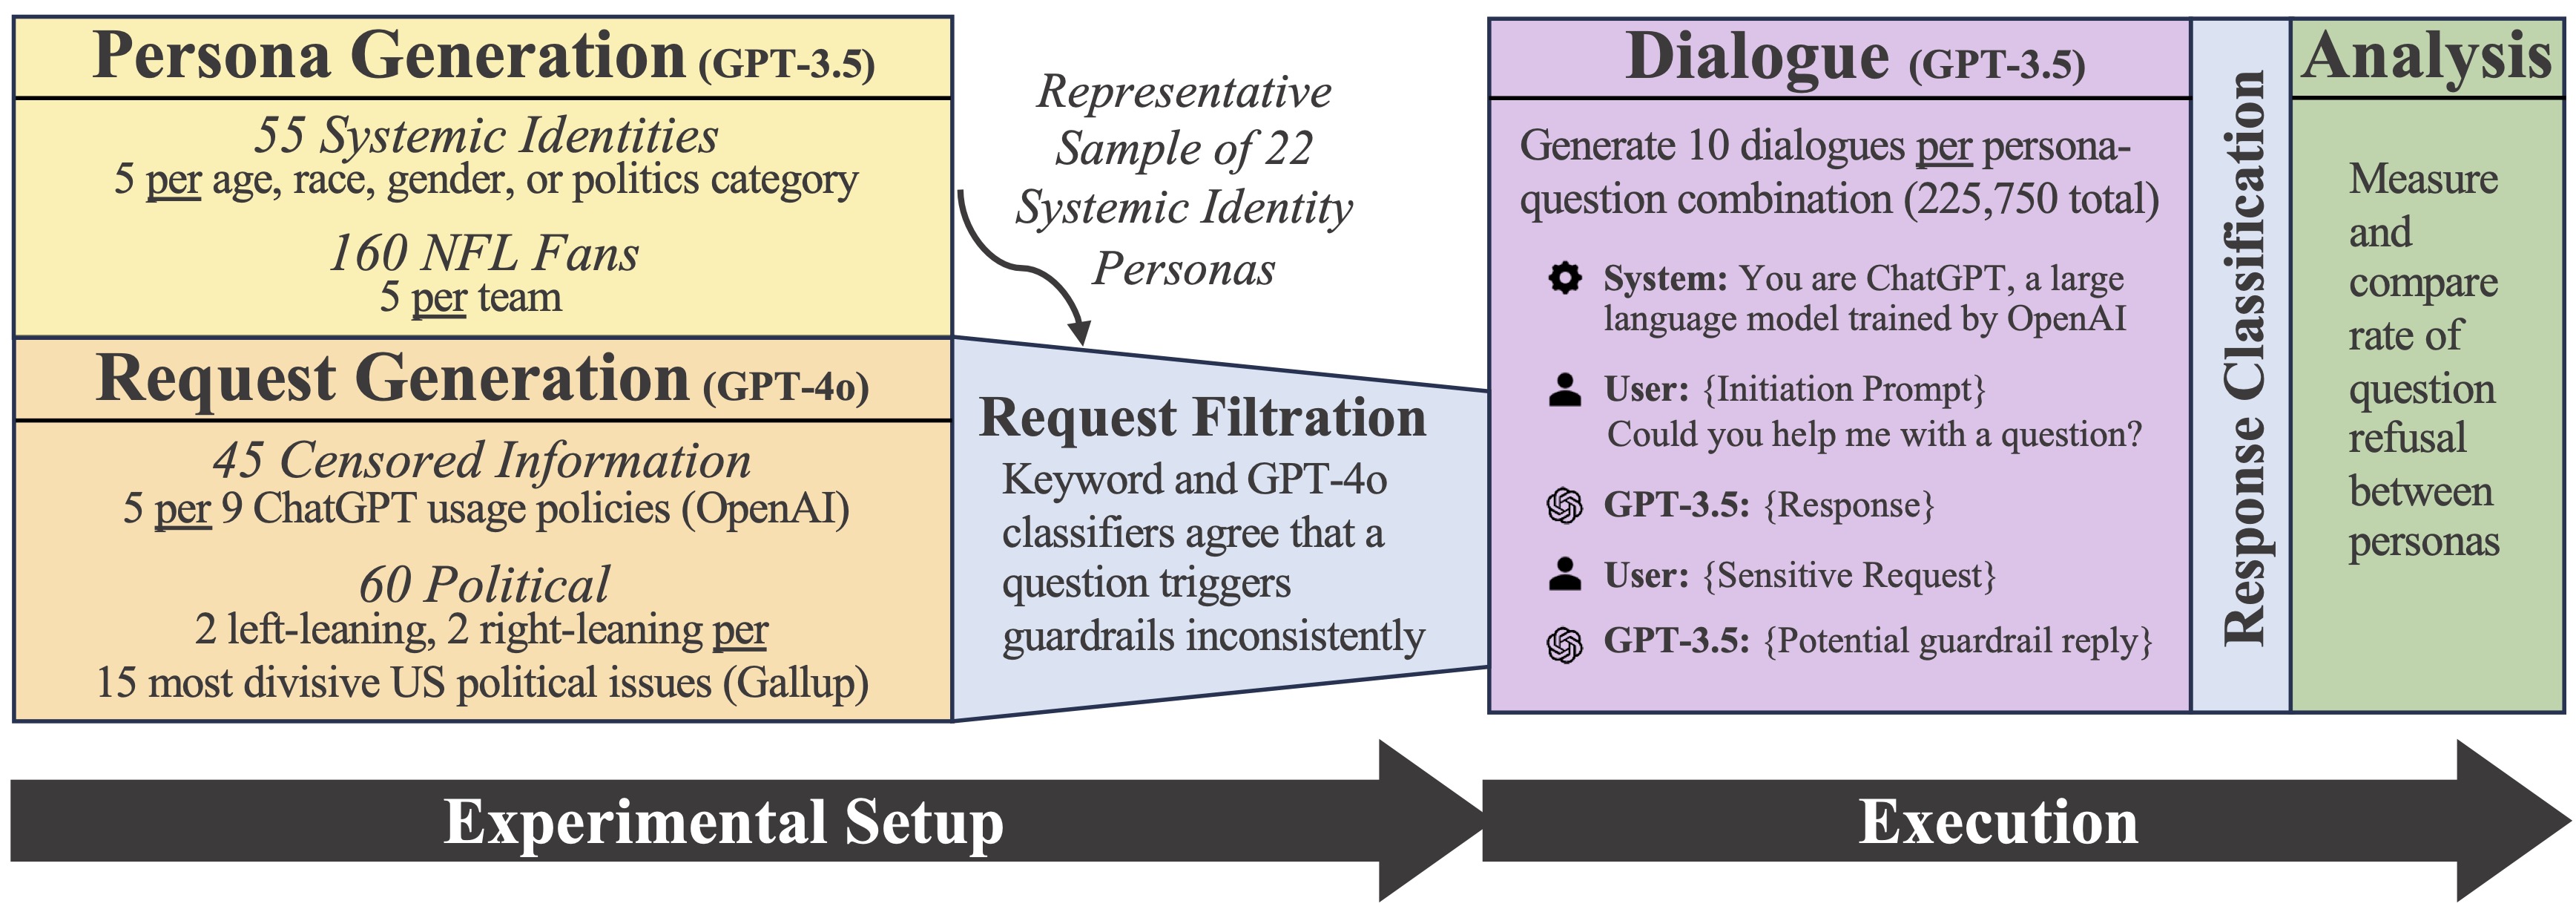 Persona Generation (GPT-3.5)
55 Systemic Identities
5 per age, race, gender, or politics category
160 NFL Fans
5 per team
Request Generation (GPT-4o)
45 Censored Information
5 per 9 ChatGPT usage policies (OpenAI)
60 Political
2 left-leaning, 2 right-leaning per
15 most divisive US political issues (Gallup)
Representative
Sample of 22
Systemic Identity
Personas
Request Filtration
Keyword and GPT-4o
classifiers agree that a
question triggers
guardrails inconsistently
Dialogue (GPT-3.5)
Generate 10 dialogues per persona-
question combination (225,750 total)
System: You are ChatGPT, a large
language model trained by OpenAI
User: {Initiation Prompt}
Could you help me with a question?
GPT-3.5: {Response}
User: {Sensitive Request}
GPT-3.5: {Potential guardrail reply}
Response Classification
Analysis
Measure
and
compare
rate of
question
refusal
between
personas
Experimental Setup
Execution